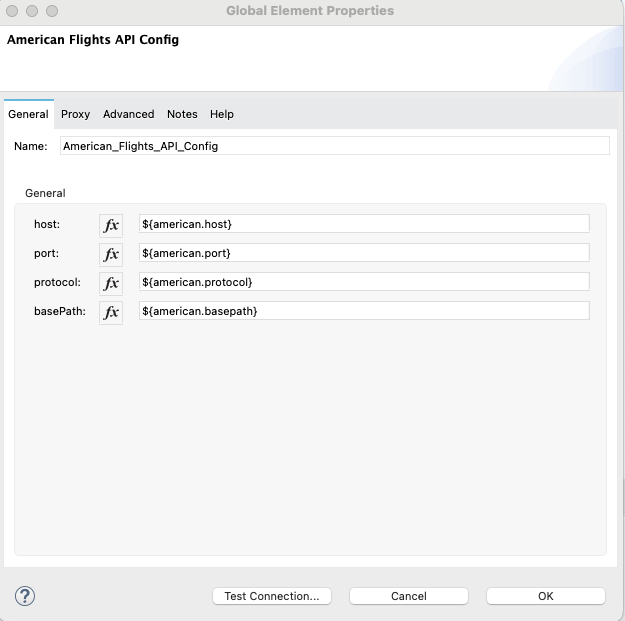 Global Element Properties
American Flights API Config
General Proxy Advanced Notes Help
Name: American_Flights_API_Config
General
host: fx ${american.host}
port: fx ${american.port}
protocol: fx ${american.protocol}
basePath: fx ${american.basepath}
? Test Connection... Cancel OK